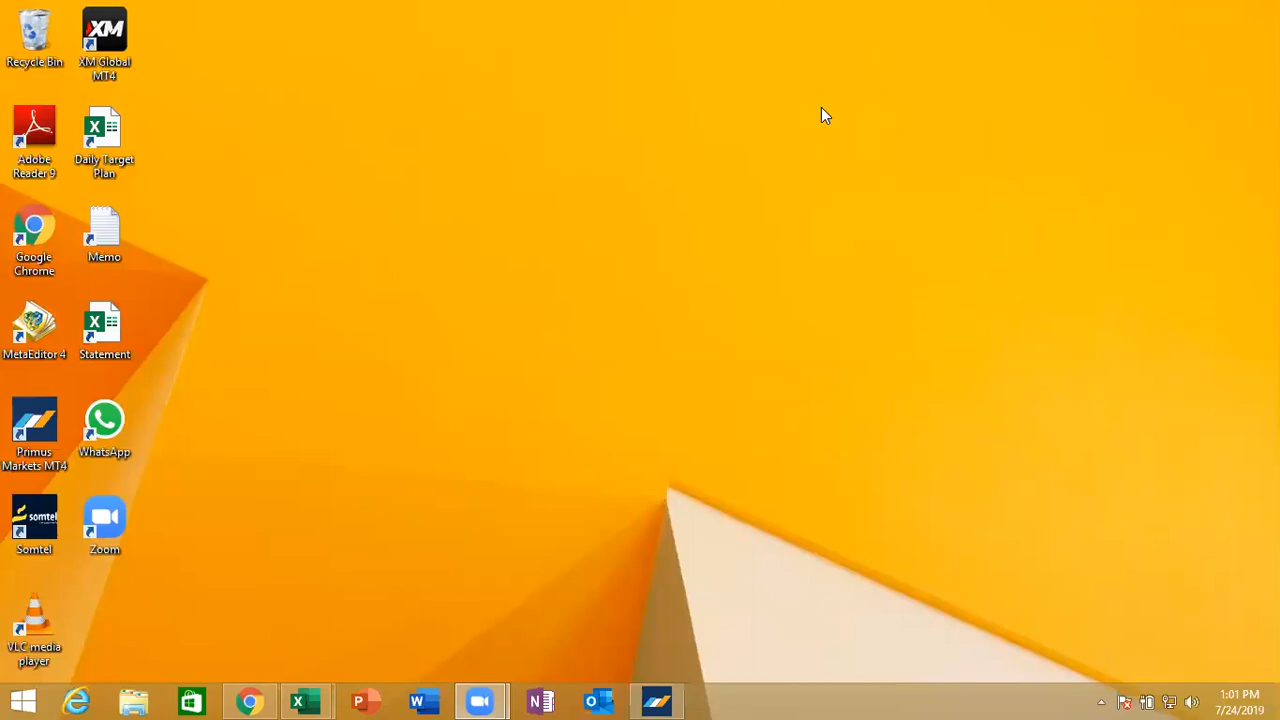 Recycle Bin
XM
XM Global
MT4
Adobe
Reader 9
Daily Target
Plan
Google
Chrome
Memo
MetaEditor 4
Statement
Primus
Markets MT4
WhatsApp
somtel
Somtel
Zoom
VLC media
player
1:01 PM
7/24/2019